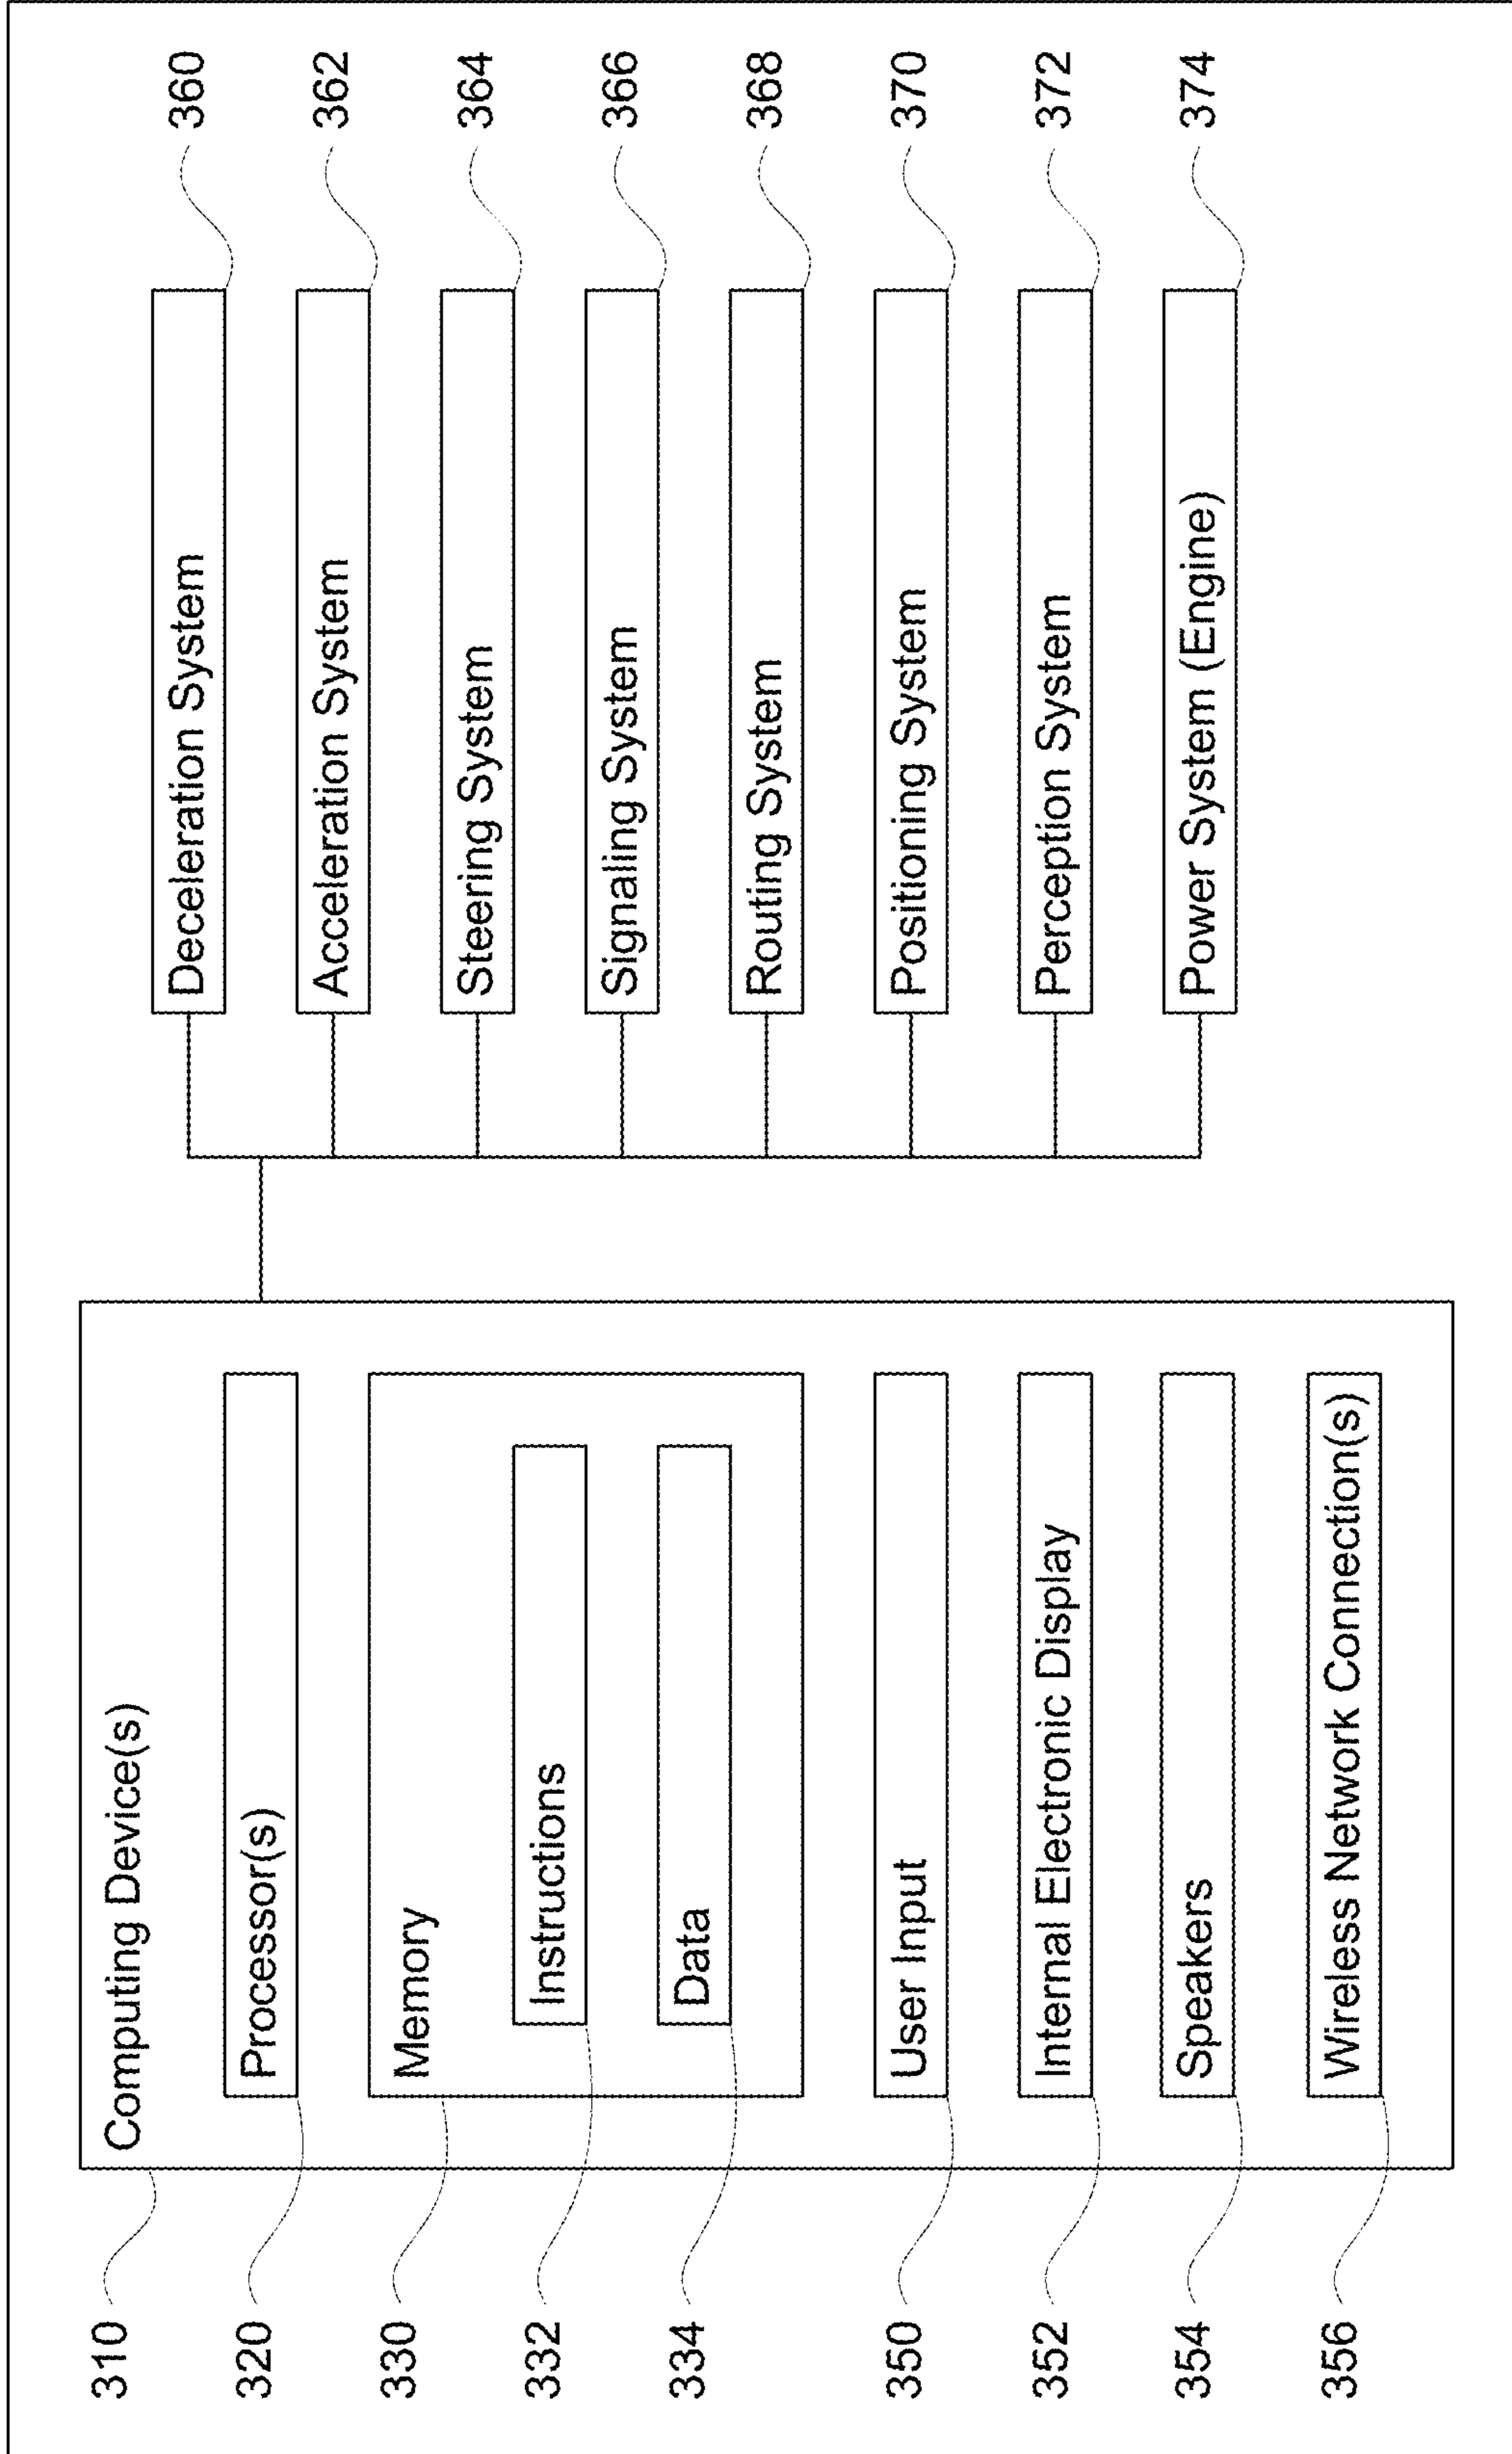 310
Computing Device(s)
320
Processor(s)
330
Memory
332
Instructions
334
Data
350
User Input
352
Internal Electronic Display
354
Speakers
356
Wireless Network Connection(s)
Deceleration System
360
Acceleration System
362
Steering System
364
Signaling System
366
Routing System
368
Positioning System
370
Perception System
372
Power System (Engine)
374